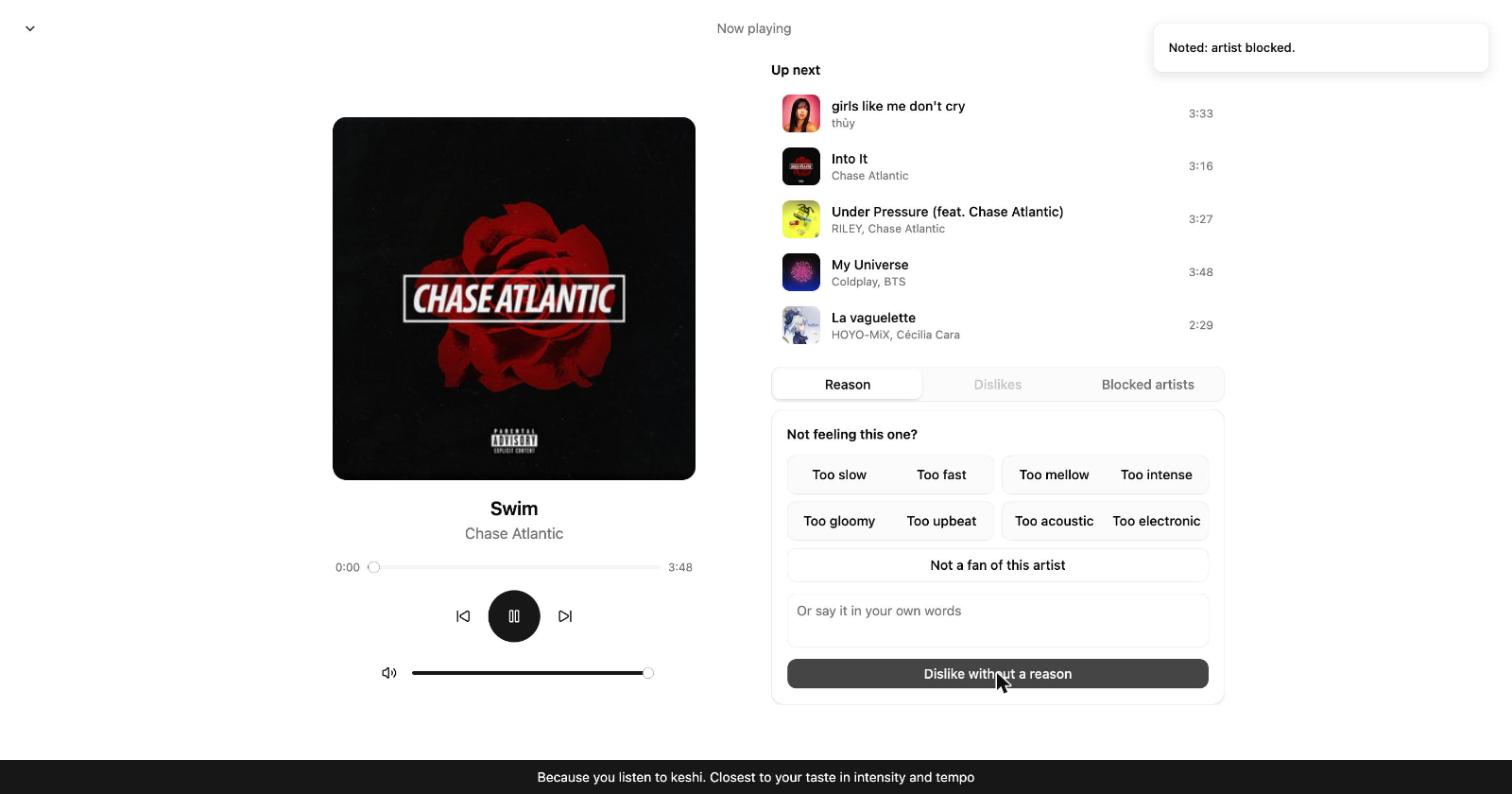 Now playing
Noted: artist blocked.
Up next
girls like me don't cry
thủy
3:33
Into It
Chase Atlantic
3:16
Under Pressure (feat. Chase Atlantic)
RILEY, Chase Atlantic
3:27
My Universe
Coldplay, BTS
3:48
La vaguelette
HOYO-MiX, Cécilia Cara
2:29
CHASE ATLANTIC
PARENTAL
ADVISORY
EXPLICIT CONTENT
Swim
Chase Atlantic
0:00
3:48
Reason
Dislikes
Blocked artists
Not feeling this one?
Too slow
Too fast
Too mellow
Too intense
Too gloomy
Too upbeat
Too acoustic
Too electronic
Not a fan of this artist
Or say it in your own words
Dislike without a reason
Because you listen to keshi. Closest to your taste in intensity and tempo